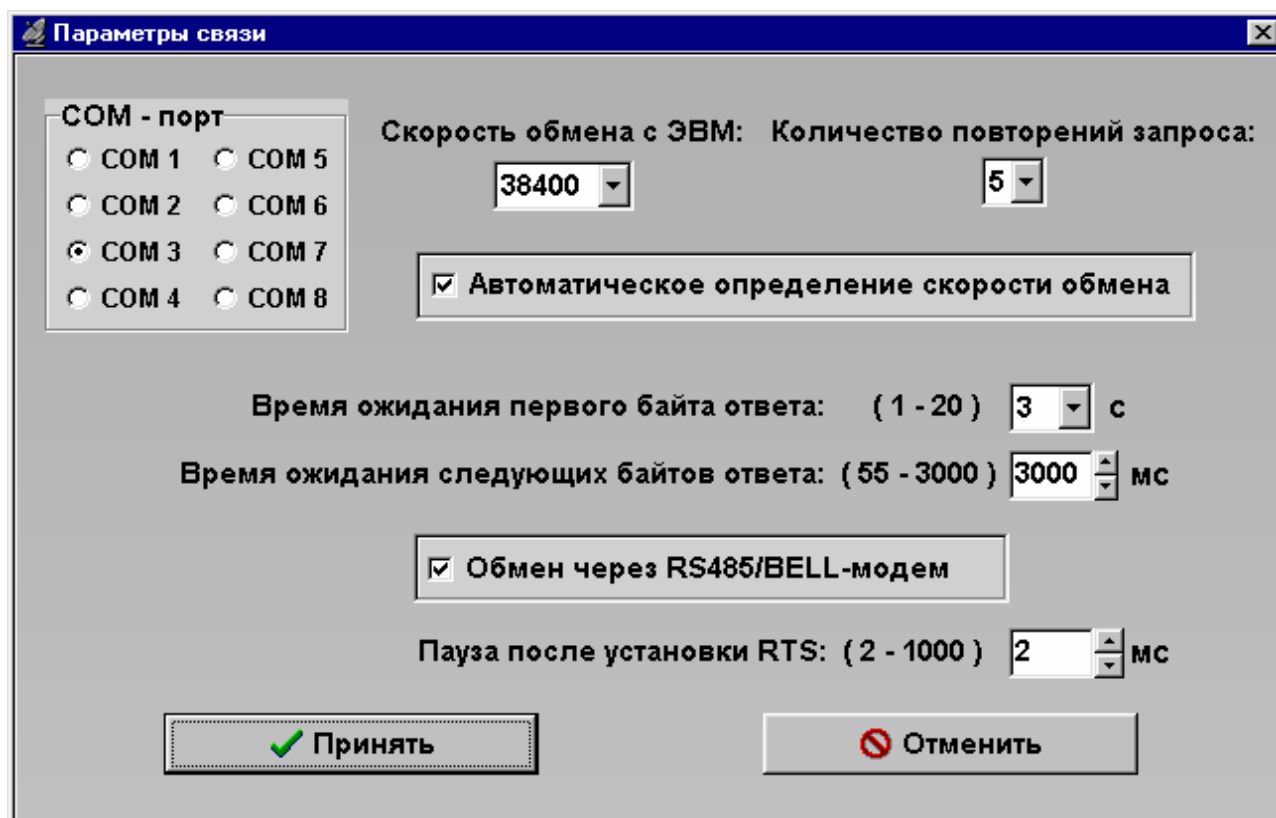 Параметры связи
COM - порт
COM 1 COM 5
COM 2 COM 6
COM 3 COM 7
COM 4 COM 8
Скорость обмена с ЭВМ: Количество повторений запроса:
38400 5
Автоматическое определение скорости обмена
Время ожидания первого байта ответа: ( 1 - 20 ) 3 с
Время ожидания следующих байтов ответа: ( 55 - 3000 ) 3000 мс
Обмен через RS485/BELL-модем
Пауза после установки RTS: ( 2 - 1000 ) 2 мс
Принять Отменить